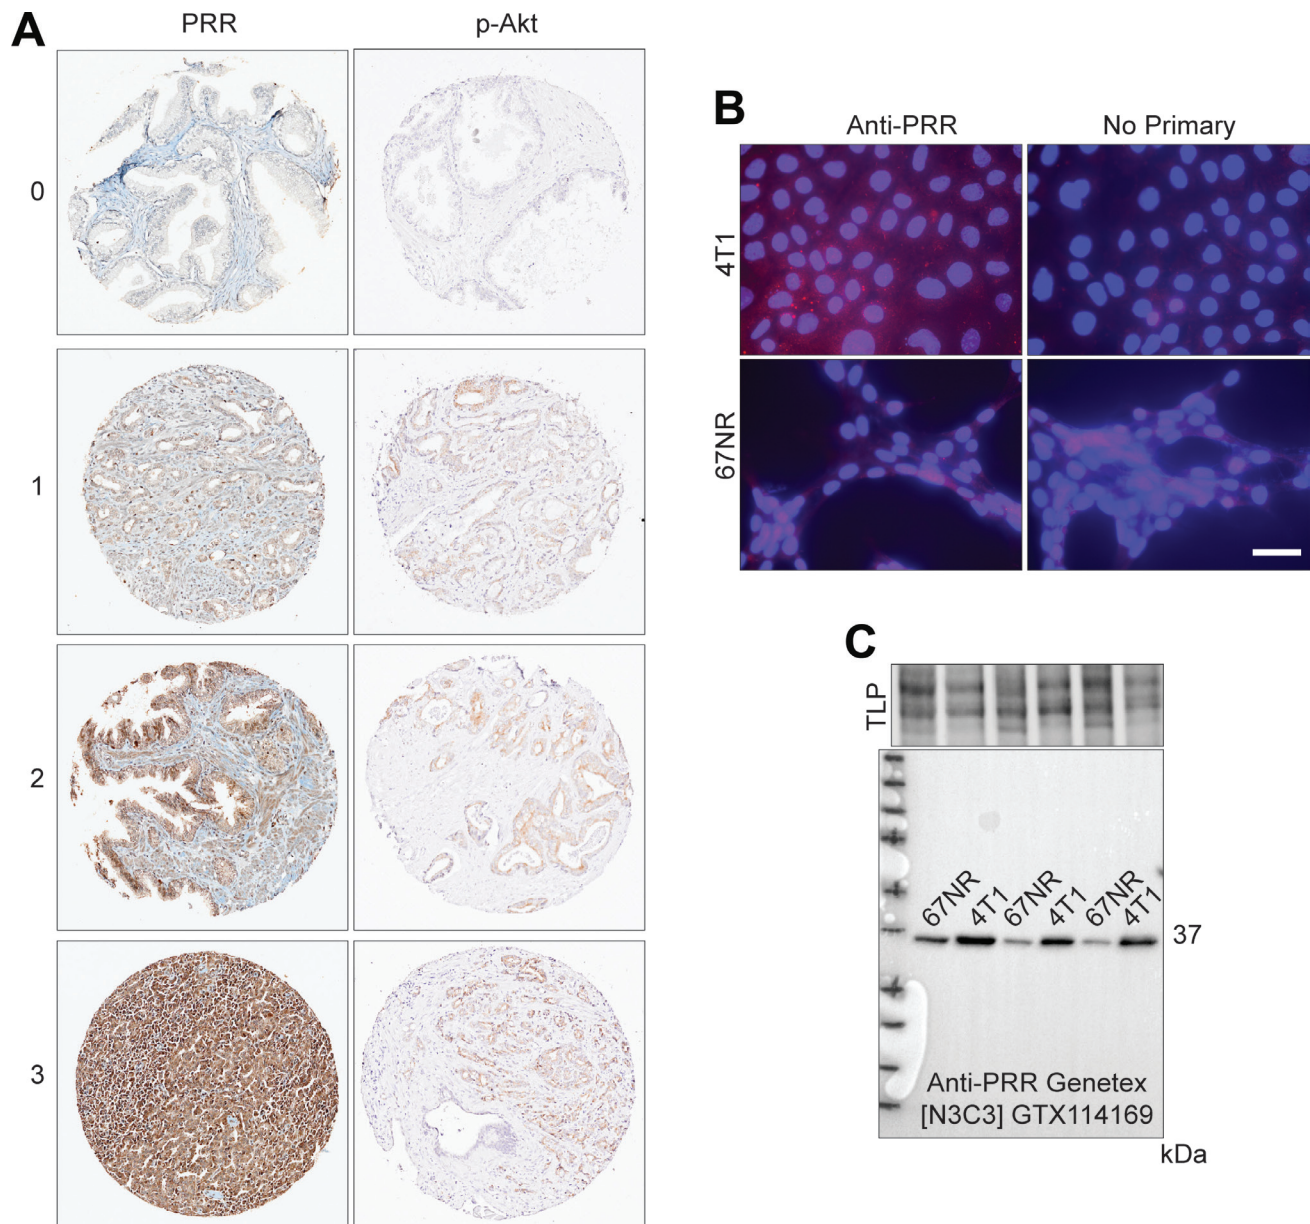 A
PRR
p-Akt
0
1
2
3
B
Anti-PRR
No Primary
4T1
67NR
C
TLP
67NR
4T1
67NR
4T1
67NR
4T1
37
Anti-PRR Genetex
[N3C3] GTX114169
kDa